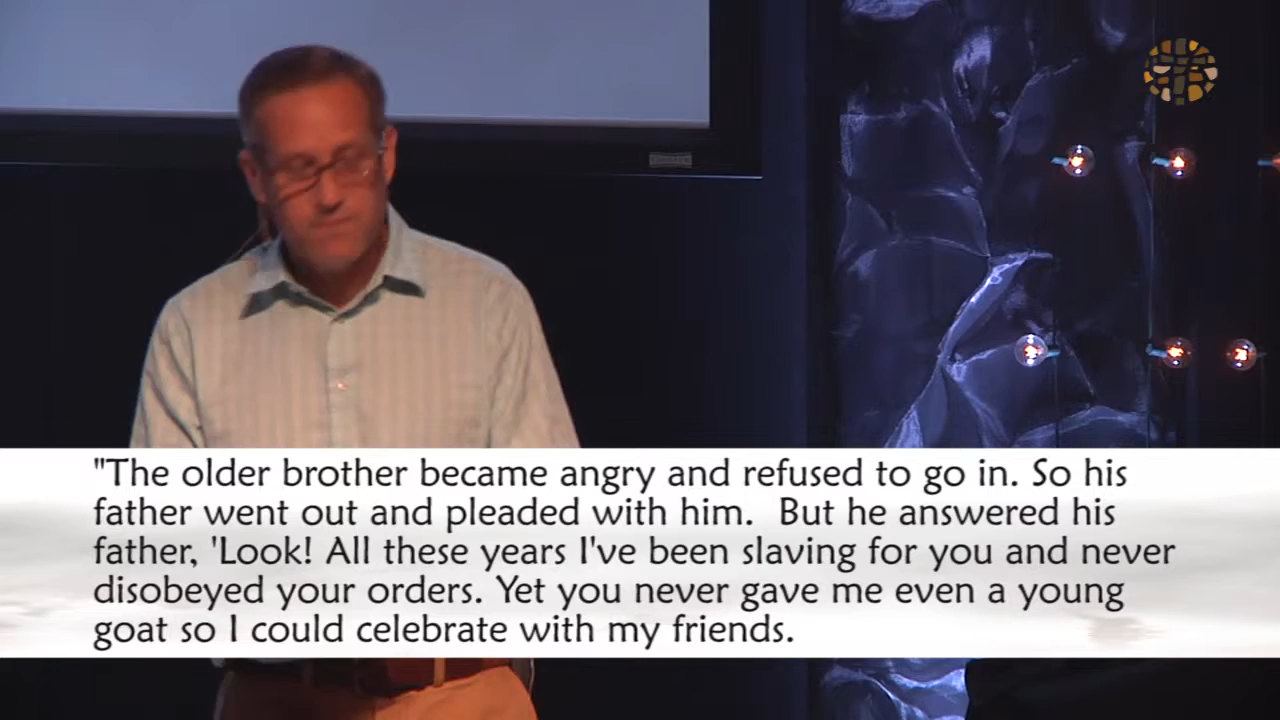 "The older brother became angry and refused to go in. So his
father went out and pleaded with him.  But he answered his
father, 'Look! All these years I've been slaving for you and never
disobeyed your orders. Yet you never gave me even a young
goat so I could celebrate with my friends.